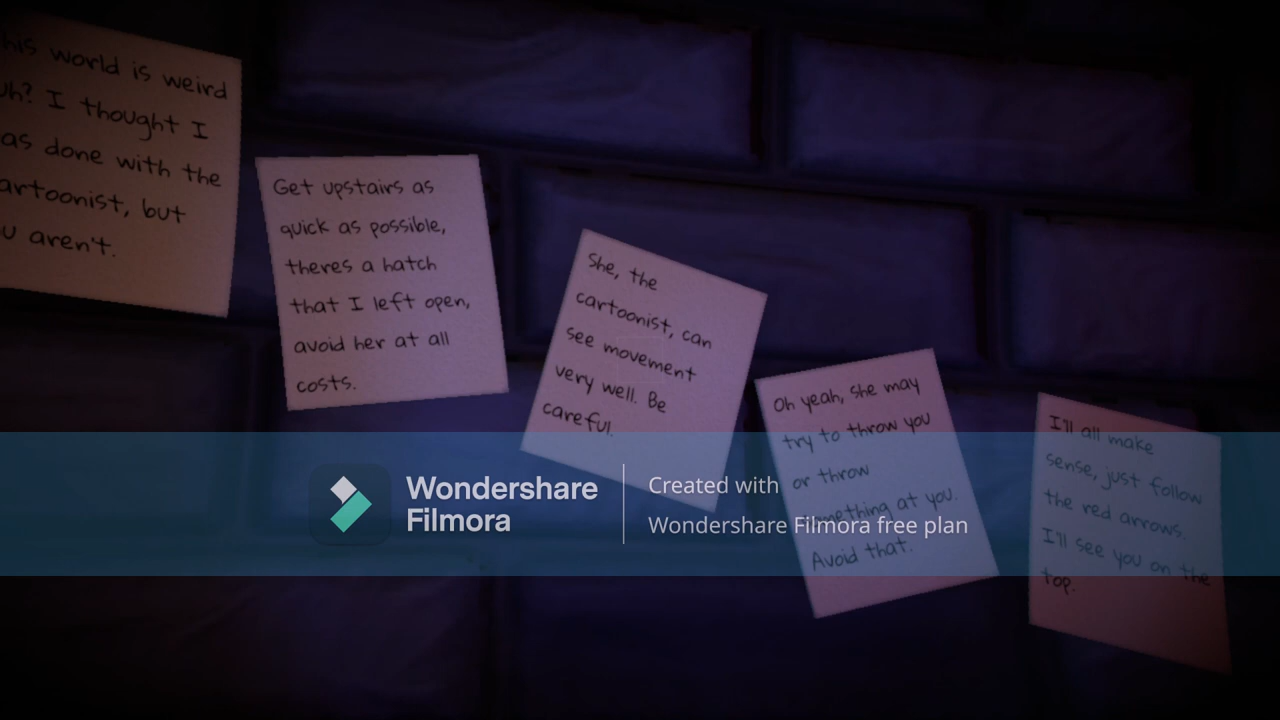 his world is weird
uh? I thought I
as done with the
artoonist, but
u aren't.
Get upstairs as
quick as possible,
theres a hatch
that I left open,
avoid her at all
costs.
She, the
cartoonist, can
see movement
very well. Be
careful.
Oh yeah, she may
try to throw you
or throw
something at you.
Avoid that.
I'll all make
sense, just follow
the red arrows.
I'll see you on the
top.
Wondershare
Filmora
Created with
Wondershare Filmora free plan